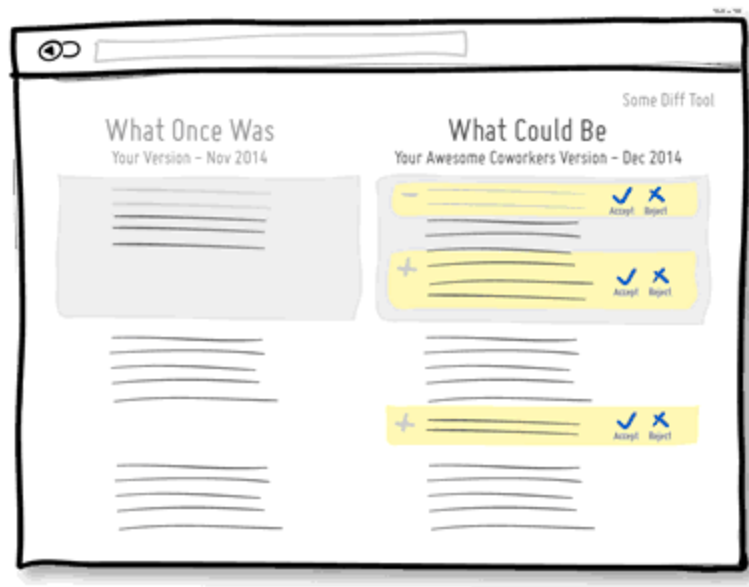 Some Diff Tool
What Once Was
Your Version – Nov 2014
What Could Be
Your Awesome Coworkers Version – Dec 2014
Accept Reject
Accept Reject
Accept Reject